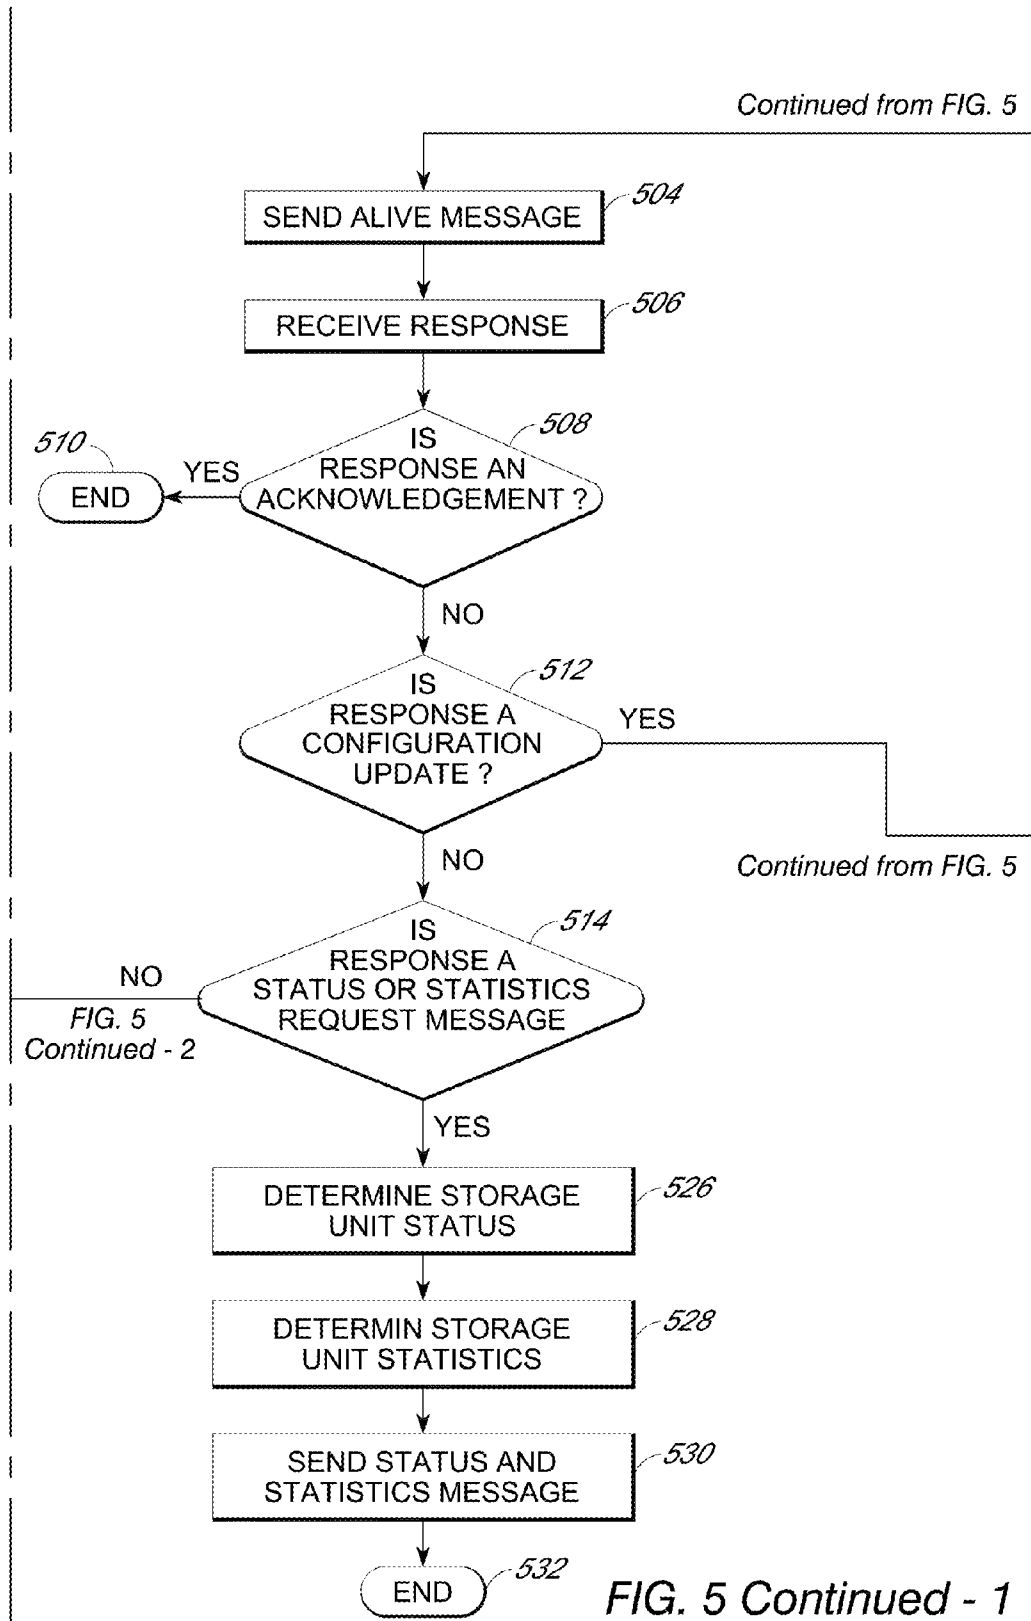 Continued from FIG. 5
504
SEND ALIVE MESSAGE
506
RECEIVE RESPONSE
508
IS
RESPONSE AN
ACKNOWLEDGEMENT ?
510
YES
END
NO
512
IS
RESPONSE A
CONFIGURATION
UPDATE ?
YES
Continued from FIG. 5
NO
514
IS
RESPONSE A
STATUS OR STATISTICS
REQUEST MESSAGE
NO
FIG. 5
Continued - 2
YES
526
DETERMINE STORAGE
UNIT STATUS
528
DETERMIN STORAGE
UNIT STATISTICS
530
SEND STATUS AND
STATISTICS MESSAGE
532
END
FIG. 5 Continued - 1